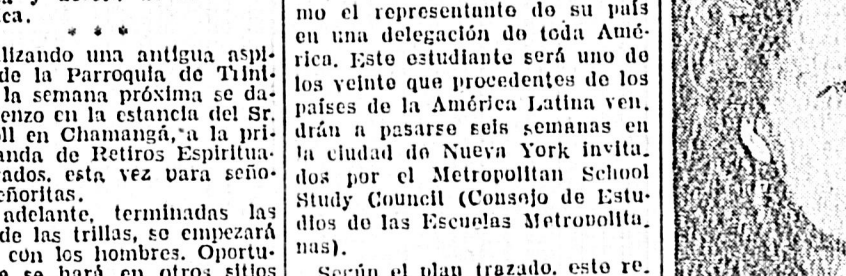 ca.
* * *
lizando una antigua aspi-
de la Parroquia de Trini-
la semana próxima se da-
enzo en la estancia del Sr.
ll en Chamangá, a la pri-
anda de Retiros Espiritua-
rados, esta vez para seño-
eñoritas.
adelante, terminadas las
de las trillas, se empezará
con los hombres. Oportu-
se hará en otros sitios
mo el representante de su país
en una delegación de toda Amé-
rica. Este estudiante será uno de
los veinte que procedentes de los
países de la América Latina ven.
drán a pasarse seis semanas en
la ciudad de Nueva York invita.
dos por el Metropolitan School
Study Council (Consejo de Estu-
dios de las Escuelas Metropolita.
nas).
Según el plan trazado, este re.